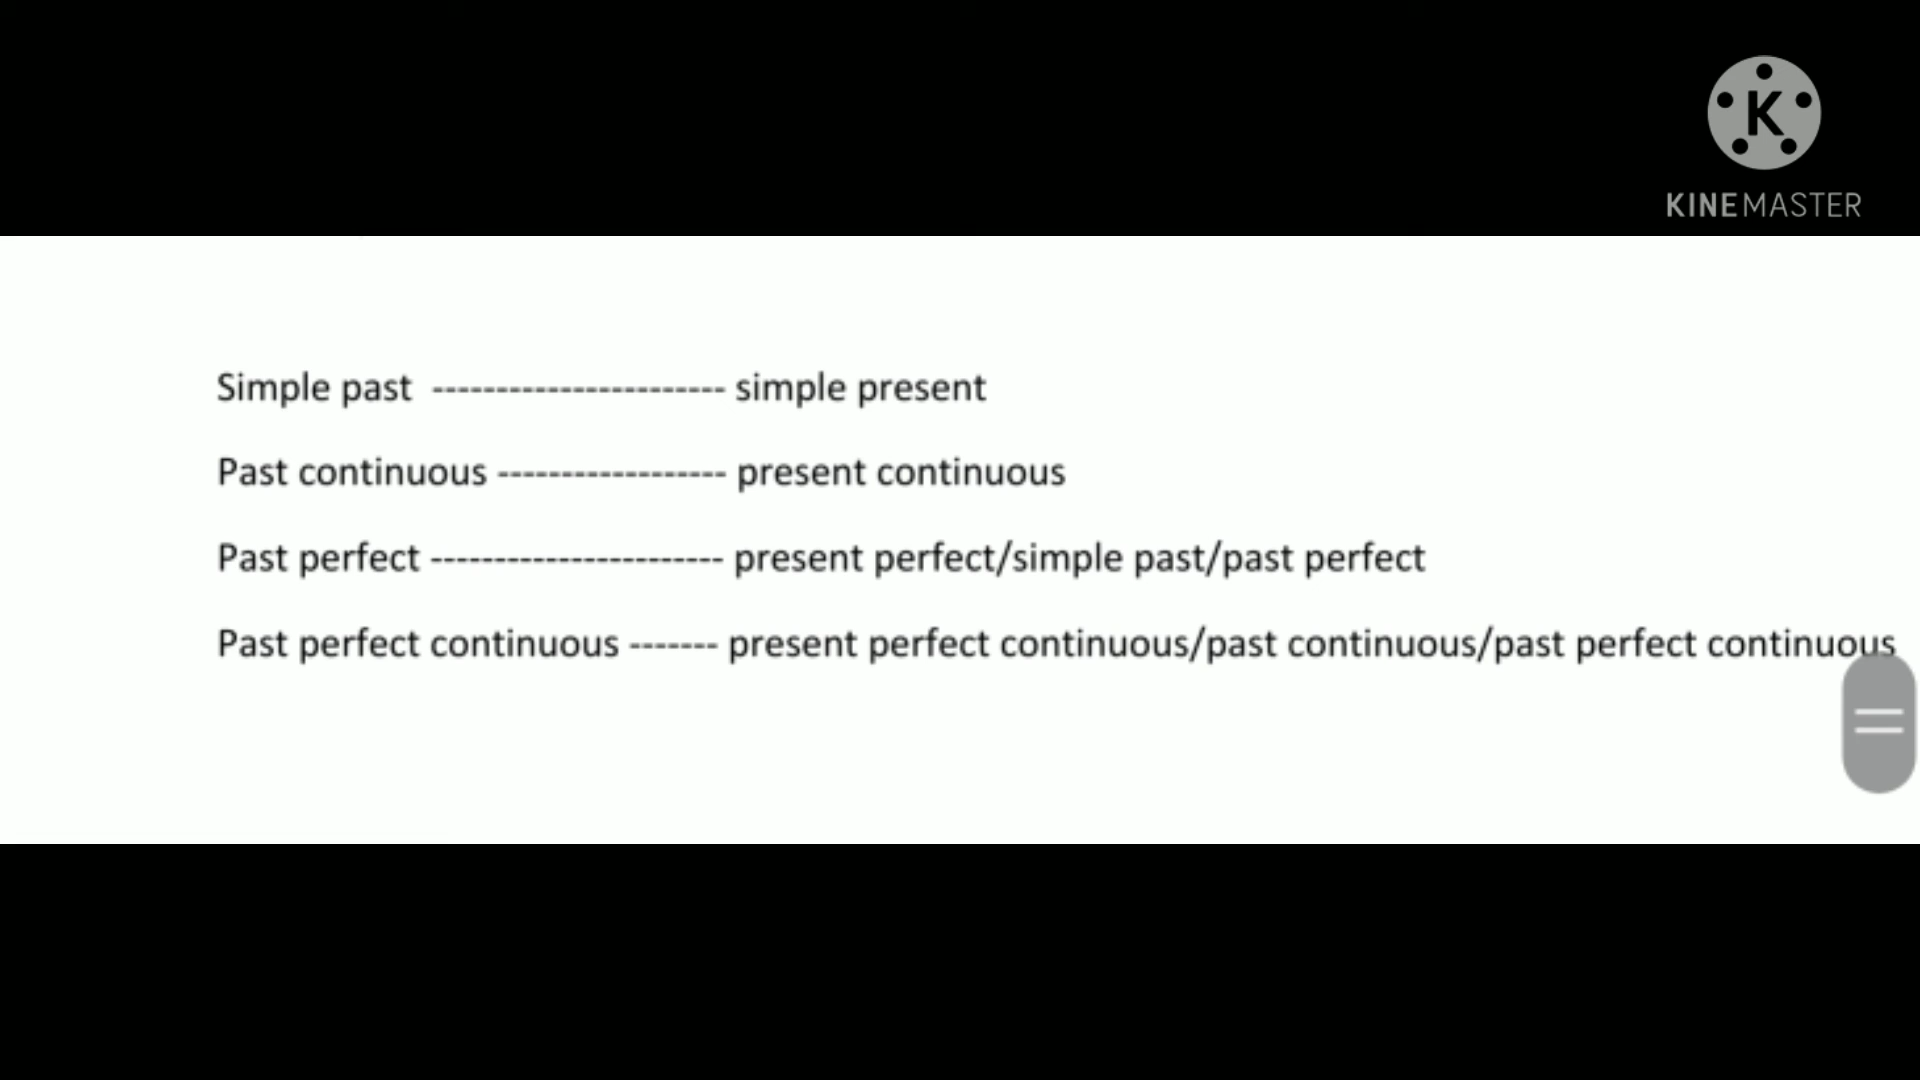 K
KINEMASTER
Simple past ----------------------- simple present
Past continuous ------------------ present continuous
Past perfect ----------------------- present perfect/simple past/past perfect
Past perfect continuous ------- present perfect continuous/past continuous/past perfect continuous